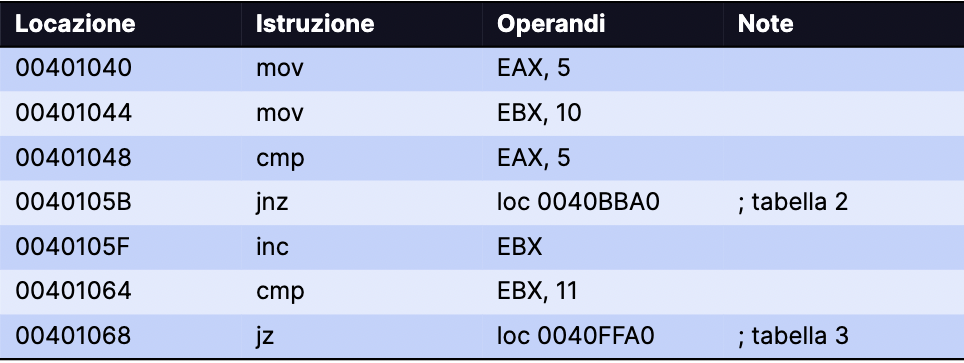 Locazione Istruzione Operandi Note
00401040 mov EAX, 5
00401044 mov EBX, 10
00401048 cmp EAX, 5
0040105B jnz loc 0040BBA0 ; tabella 2
0040105F inc EBX
00401064 cmp EBX, 11
00401068 jz loc 0040FFA0 ; tabella 3